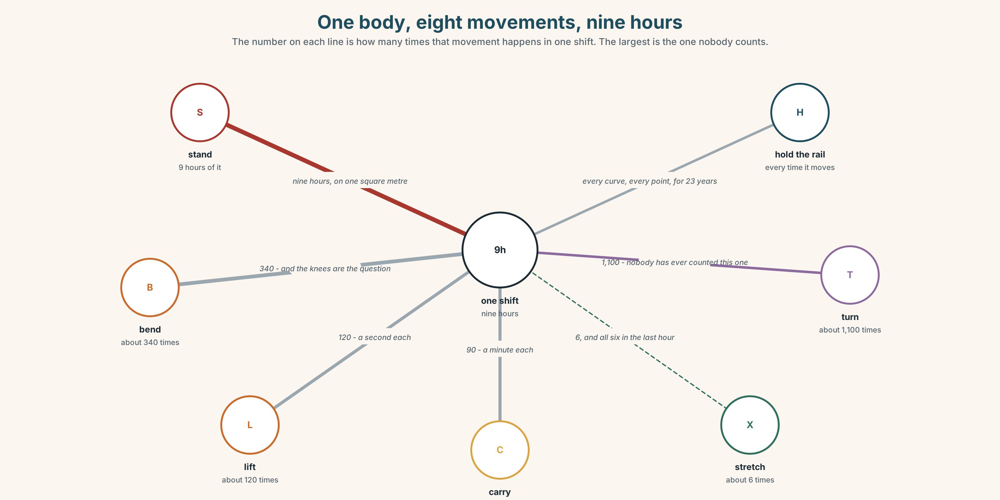 One body, eight movements, nine hours
The number on each line is how many times that movement happens in one shift. The largest is the one nobody counts.
S
stand
9 hours of it
H
hold the rail
every time it moves
nine hours, on one square metre
every curve, every point, for 23 years
9h
one shift
nine hours
340 - and the knees are the question
1,100 - nobody has ever counted this one
B
bend
about 340 times
T
turn
about 1,100 times
120 - a second each
90 - a minute each
6, and all six in the last hour
L
lift
about 120 times
C
carry
X
stretch
about 6 times